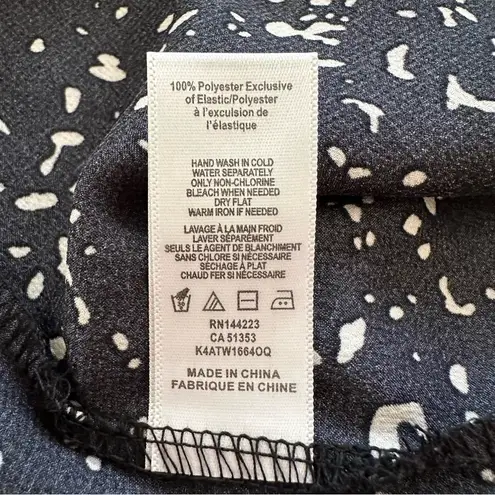 100% Polyester Exclusive
of Elastic/Polyester
à l'exculsion de
l'élastique
HAND WASH IN COLD
WATER SEPARATELY
ONLY NON-CHLORINE
BLEACH WHEN NEEDED
DRY FLAT
WARM IRON IF NEEDED
LAVAGE À LA MAIN FROID
LAVER SÉPARÉMENT
SEULS LE AGENT DE BLANCHIMENT
SANS CHLORE SI NÉCESSAIRE
SÉCHAGE À PLAT
CHAUD FER SI NÉCESSAIRE
RN144223
CA 51353
K4ATW1664OQ
MADE IN CHINA
FABRIQUE EN CHINE